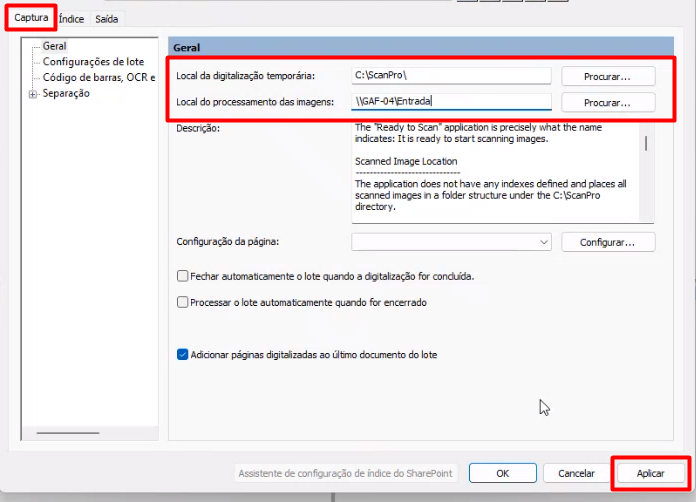 Captura Índice Saída
Geral
Configurações de lote
Código de barras, OCR e
Separação
Geral
Local da digitalização temporária: C:\ScanPro\ Procurar...
Local do processamento das imagens: \\GAF-04\Entrada Procurar...
Descrição:
The "Ready to Scan" application is precisely what the name
indicates: It is ready to start scanning images.
Scanned Image Location
------------------------------
The application does not have any indexes defined and places all
scanned images in a folder structure under the C:\ScanPro
directory.
Configuração da página: Configurar...
Fechar automaticamente o lote quando a digitalização for concluída.
Processar o lote automaticamente quando for encerrado
Adicionar páginas digitalizadas ao último documento do lote
Assistente de configuração de índice do SharePoint OK Cancelar Aplicar